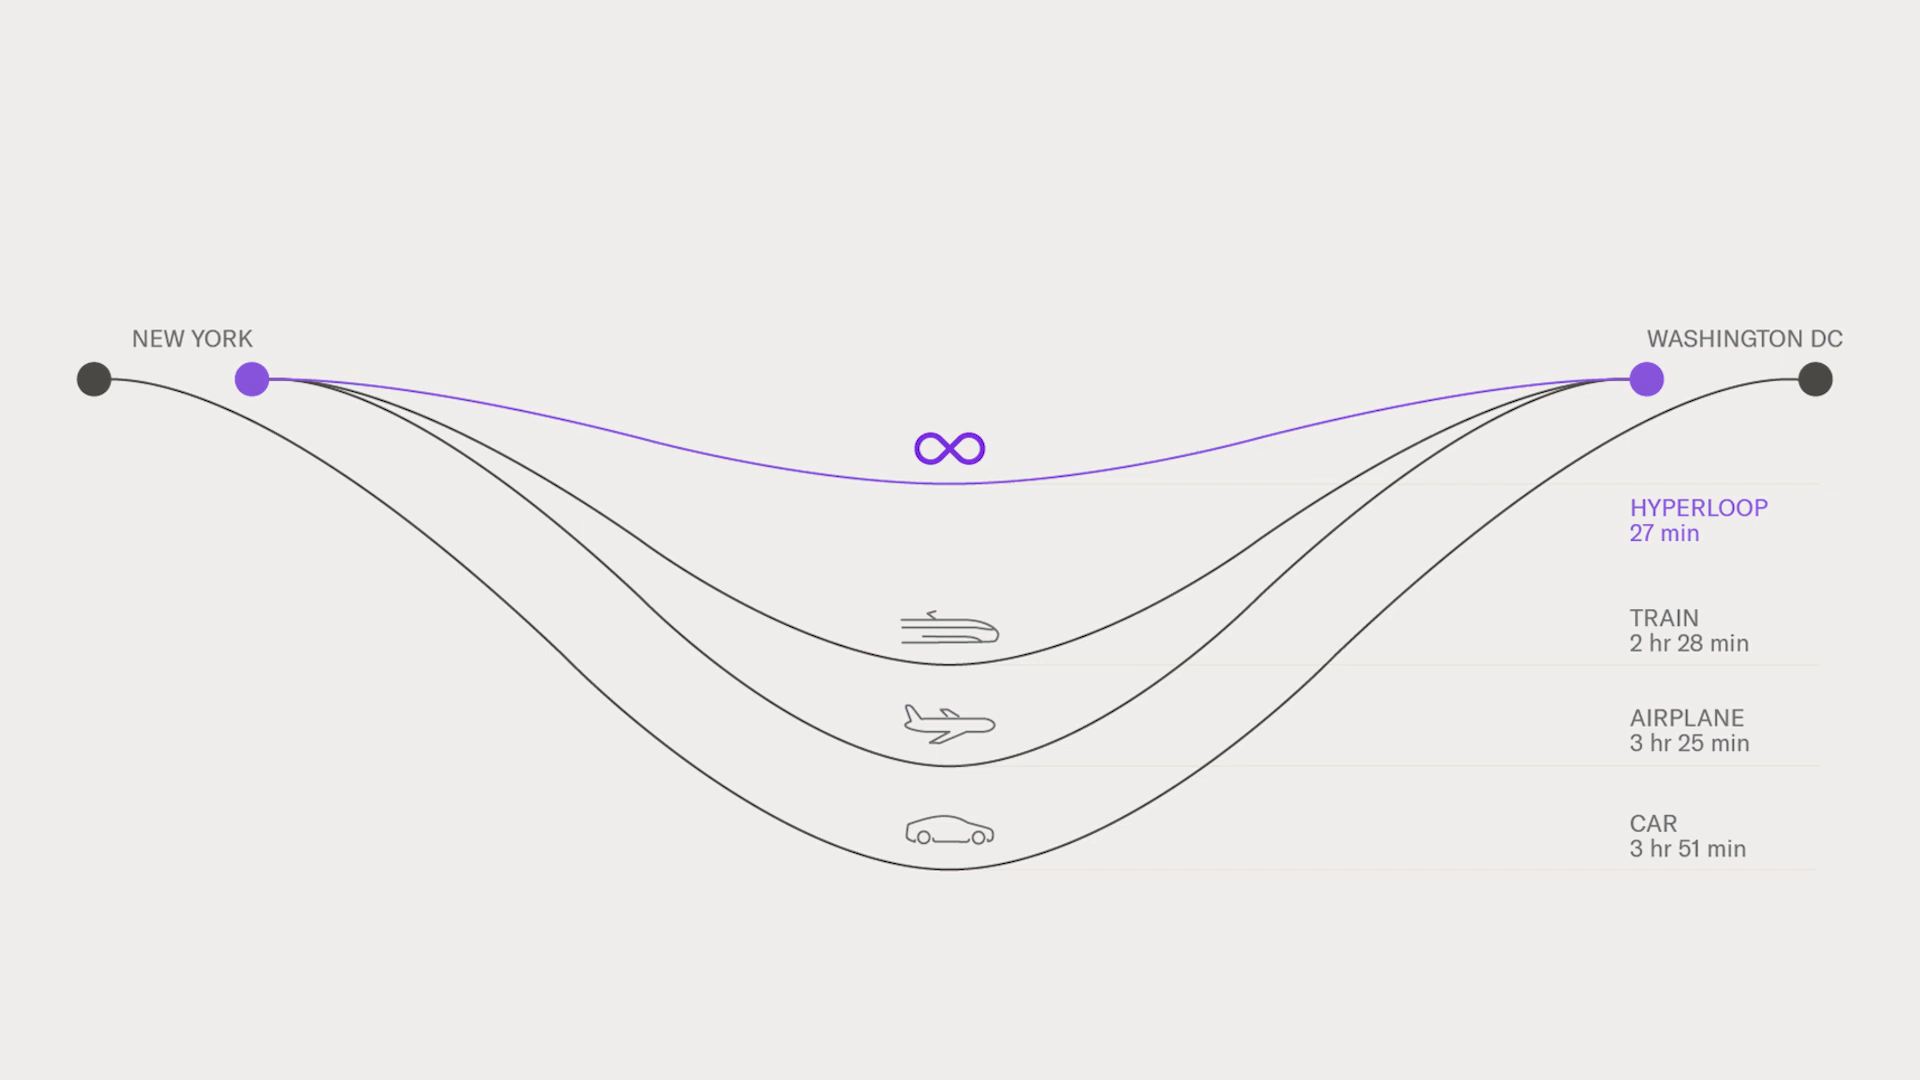 NEW YORK
WASHINGTON DC
HYPERLOOP
27 min
TRAIN
2 hr 28 min
AIRPLANE
3 hr 25 min
CAR
3 hr 51 min